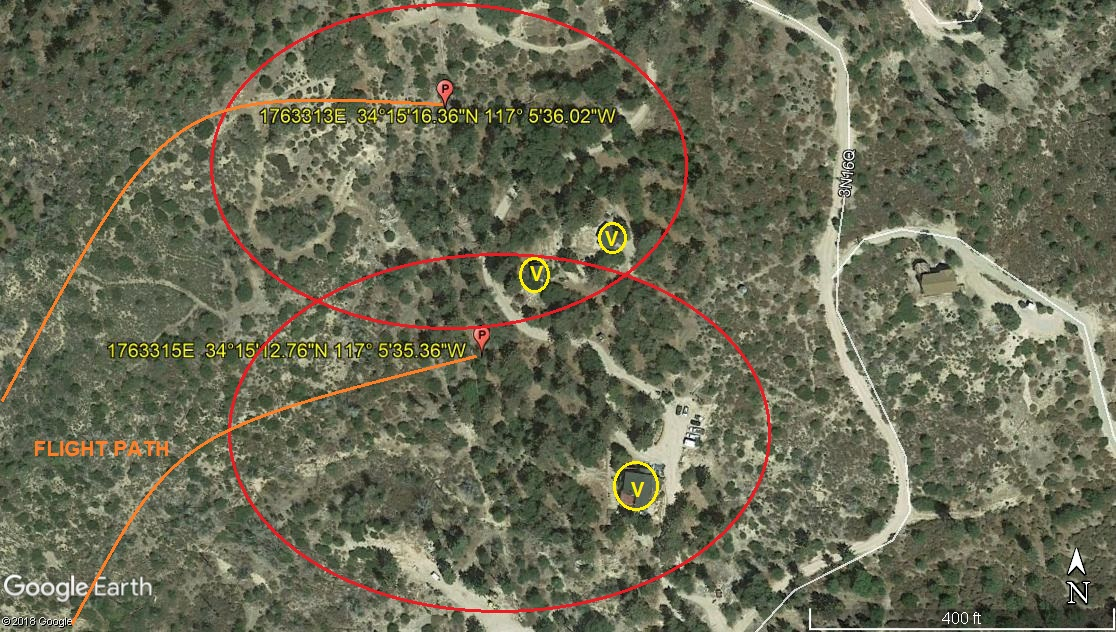 P
1763313E 34°15'16.36"N 117° 5'36.02"W
3N16Q
V
V
P
1763315E 34°15'12.76"N 117° 5'35.36"W
FLIGHT PATH
V
Google Earth
N
©2018 Google
400 ft